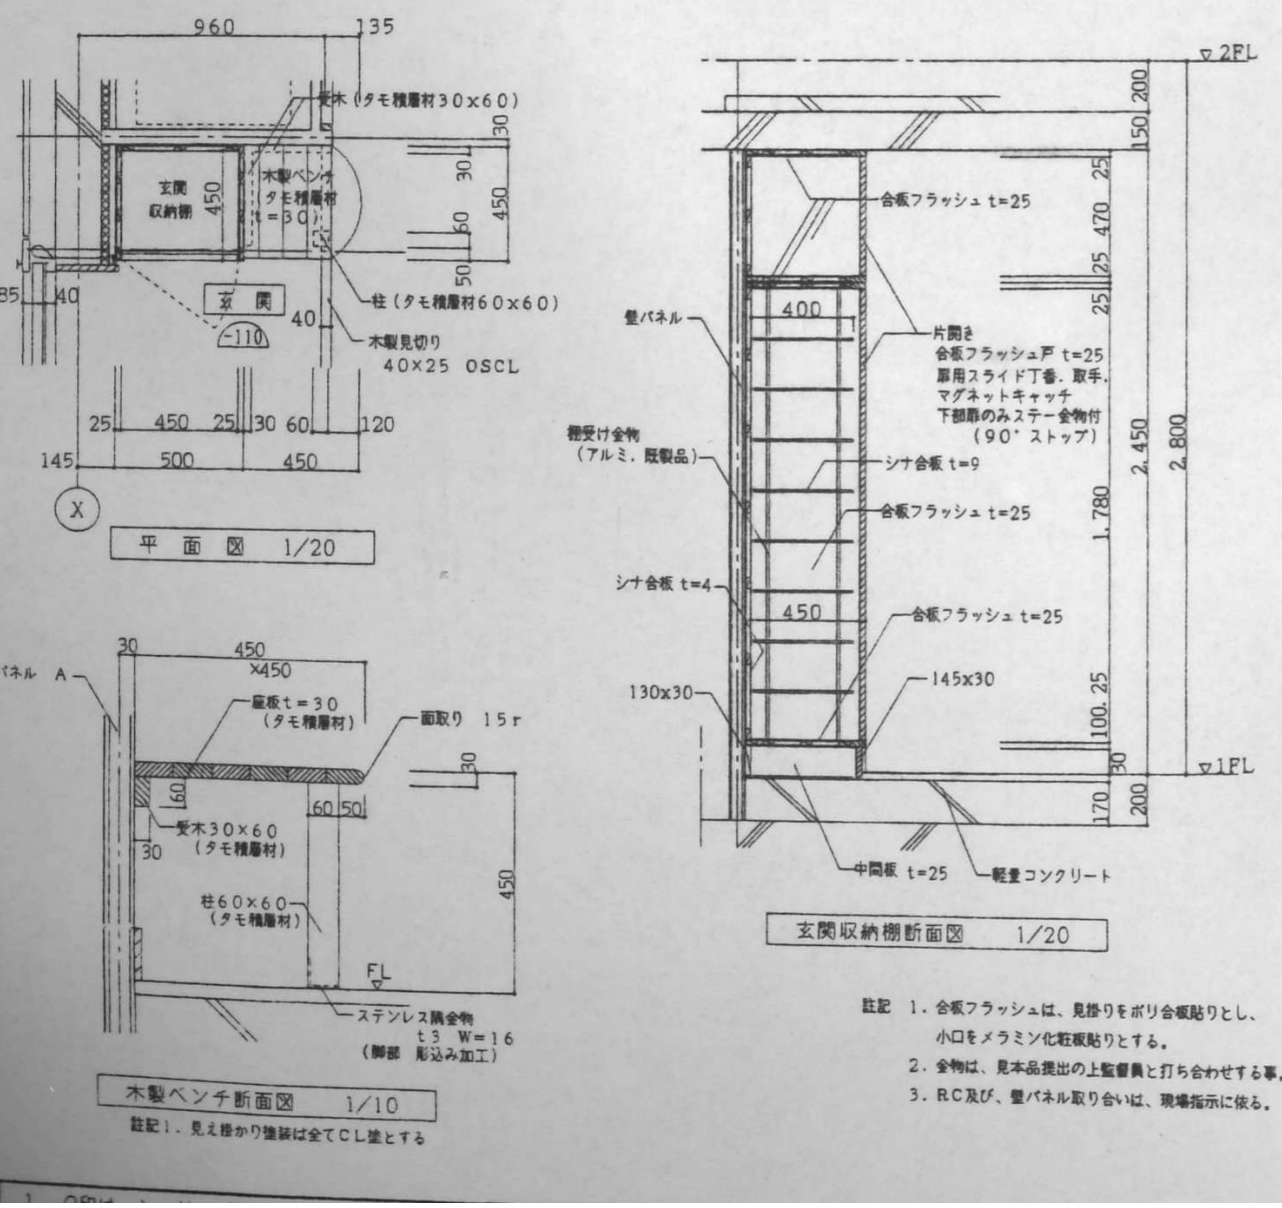 960
135
受木(タモ積層材30x60)
30
玄関
収納棚
450
木製ベンチ
タモ積層材
t=30)
30
450
60
50
85
40
玄関
-110
40
柱(タモ積層材60x60)
木製見切り
40×25 OSCL
25
450
25
30
60
120
145
500
450
X
平面図 1/20
30
450
×450
パネル A
座板t=30
(タモ積層材)
面取り 15r
30
60
60
50
受木30×60
(タモ積層材)
30
450
柱60×60
(タモ積層材)
FL
ステンレス隅金物
t3 W=16
(脚部 彫込み加工)
木製ベンチ断面図 1/10
註記1. 見え掛かり塗装は全てCL塗とする
▽2FL
200
150
25
合板フラッシュt=25
470
25
25
400
壁パネル
片開き
合板フラッシュ戸 t=25
扉用スライド丁番.取手.
マグネットキャッチ
下部扉のみステー金物付
(90°ストップ)
2,450
2,800
棚受け金物
(アルミ.既製品)
シナ合板 t=9
合板フラッシュ t=25
1,780
シナ合板 t=4
450
合板フラッシュ t=25
130x30
145x30
25
100.
30
▽1FL
170
200
中間板 t=25
軽量コンクリート
玄関収納棚断面図 1/20
註記 1.合板フラッシュは、見掛りをポリ合板貼りとし、
小口をメラミン化粧板貼りとする。
2.金物は、見本品提出の上監督員と打ち合わせする事。
3.RC及び、壁パネル取り合いは、現場指示に依る。